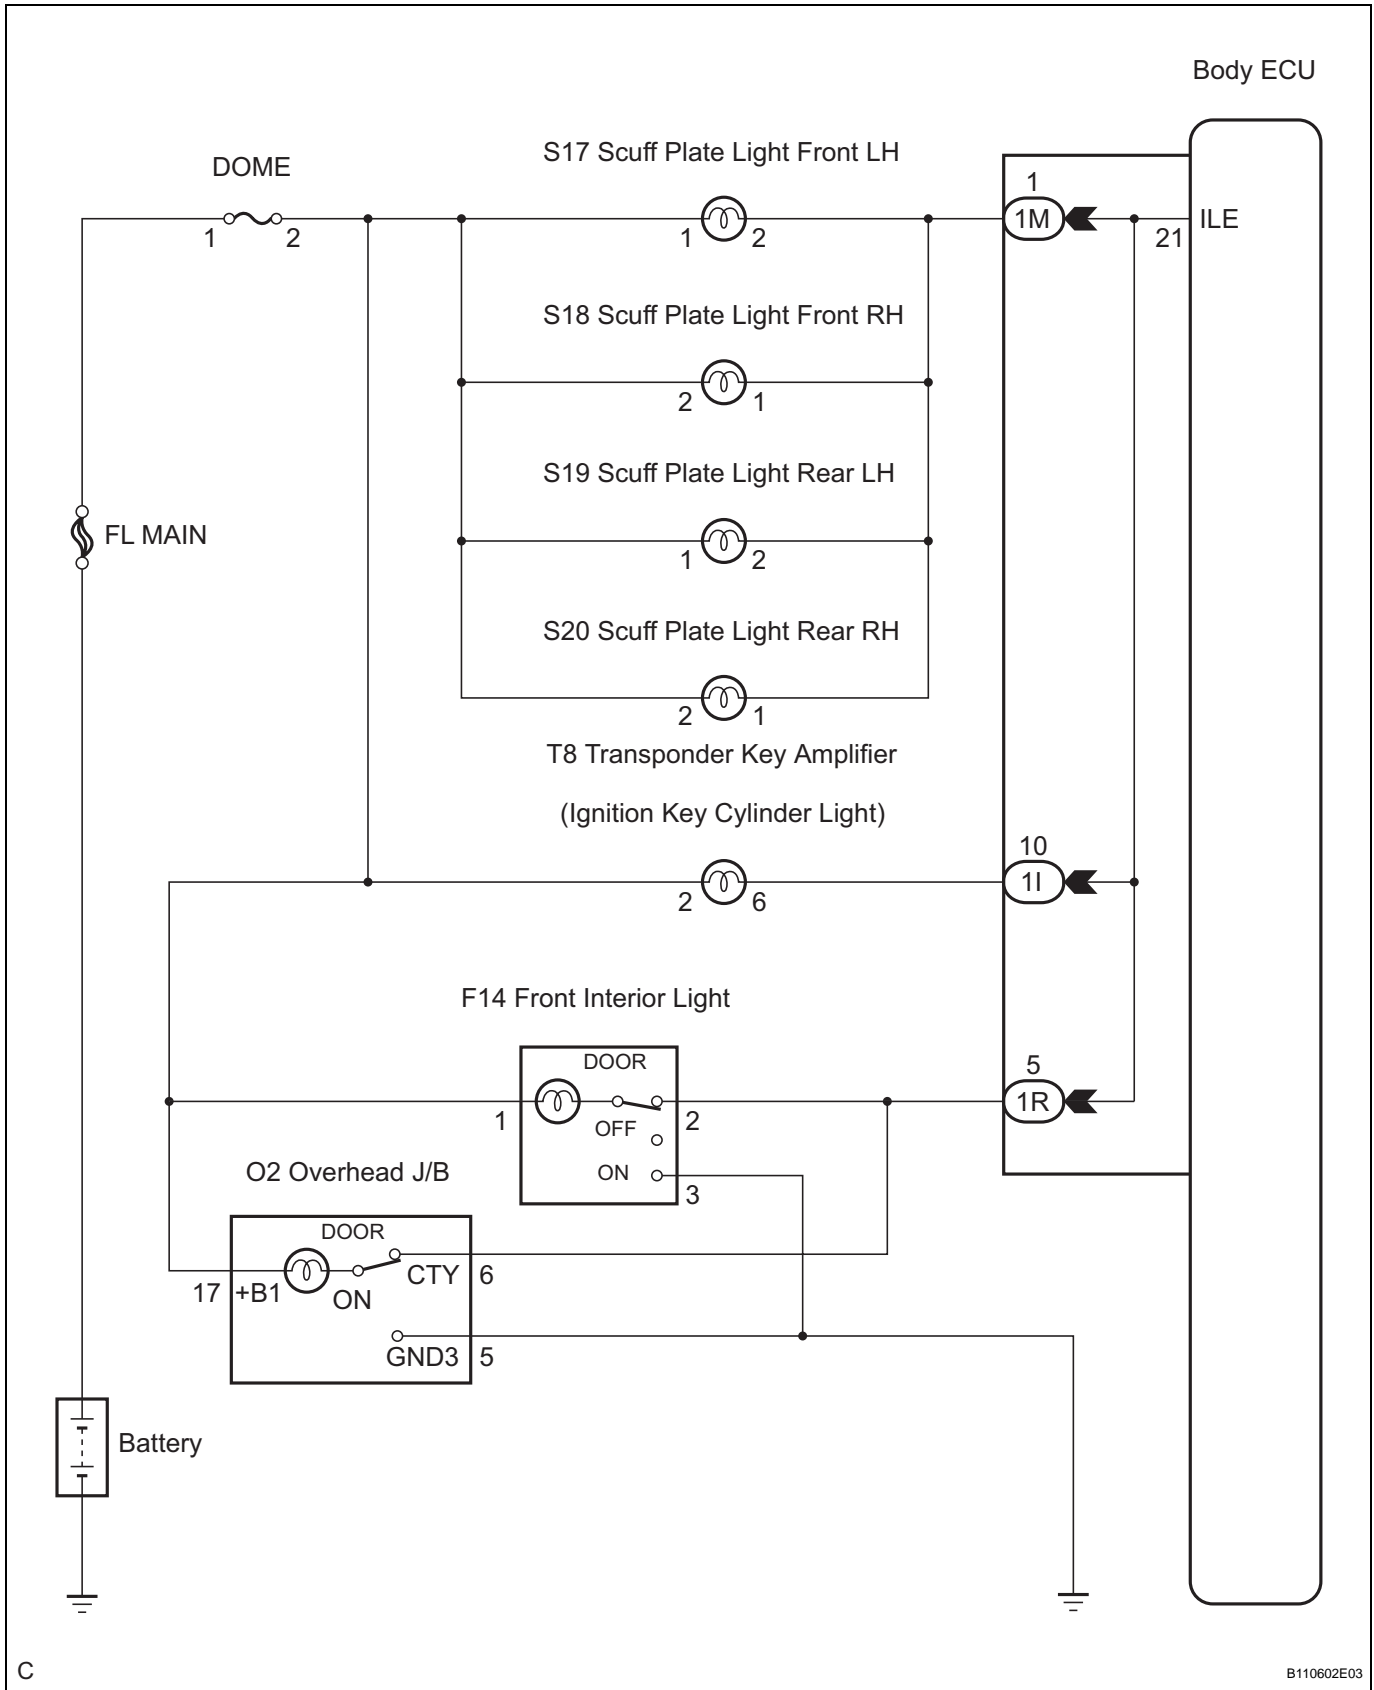 Body ECU
S17 Scuff Plate Light Front LH
DOME
1
1M
ILE
1 2
1 2
21
S18 Scuff Plate Light Front RH
2 1
S19 Scuff Plate Light Rear LH
FL MAIN
1 2
S20 Scuff Plate Light Rear RH
2 1
T8 Transponder Key Amplifier
(Ignition Key Cylinder Light)
10
1I
2 6
F14 Front Interior Light
DOOR
5
1R
1
OFF
2
O2 Overhead J/B
ON
3
DOOR
17 +B1
ON
CTY 6
GND3 5
Battery
C
B110602E03